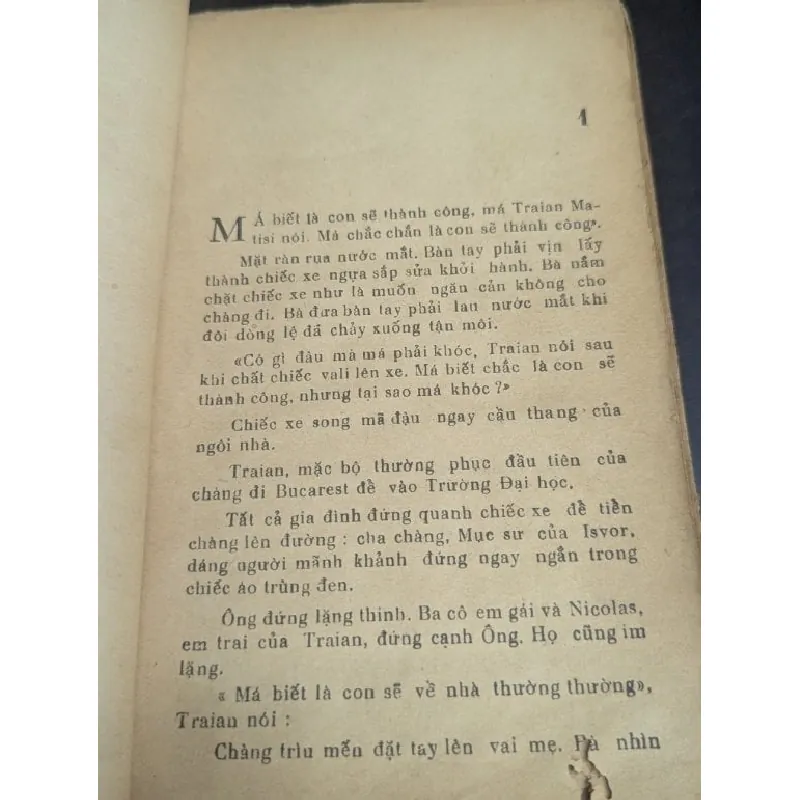 1
MÁ biết là con sẽ thành công, má Traian Ma-
tisi nói. Má chắc chắn là con sẽ thành công».
Mặt ràn rụa nước mắt. Bàn tay phải vịn lấy
thành chiếc xe ngựa sắp sửa khởi hành. Bà nắm
chặt chiếc xe như là muốn ngăn cản không cho
chàng đi. Bà đưa bàn tay phải lau nước mắt khi
đôi dòng lệ đã chảy xuống tận môi.
«Có gì đâu mà má phải khóc, Traian nói sau
khi chất chiếc vali lên xe. Má biết chắc là con sẽ
thành công, nhưng tại sao má khóc ?»
Chiếc xe song mã đậu ngay cầu thang của
ngôi nhà.
Traian, mặc bộ thường phục đầu tiên của
chàng đi Bucarest để vào Trường Đại học.
Tất cả gia đình đứng quanh chiếc xe để tiễn
chàng lên đường : cha chàng, Mục sư của Isvor,
dáng người mãnh khảnh đứng ngay ngắn trong
chiếc áo trùng đen.
Ông đứng lặng thinh. Ba cô em gái và Nicolas,
em trai của Traian, đứng cạnh Ông. Họ cũng im
lặng.
« Má biết là con sẽ về nhà thường thường»,
Traian nói :
Chàng trìu mến đặt tay lên vai mẹ. Bà nhìn